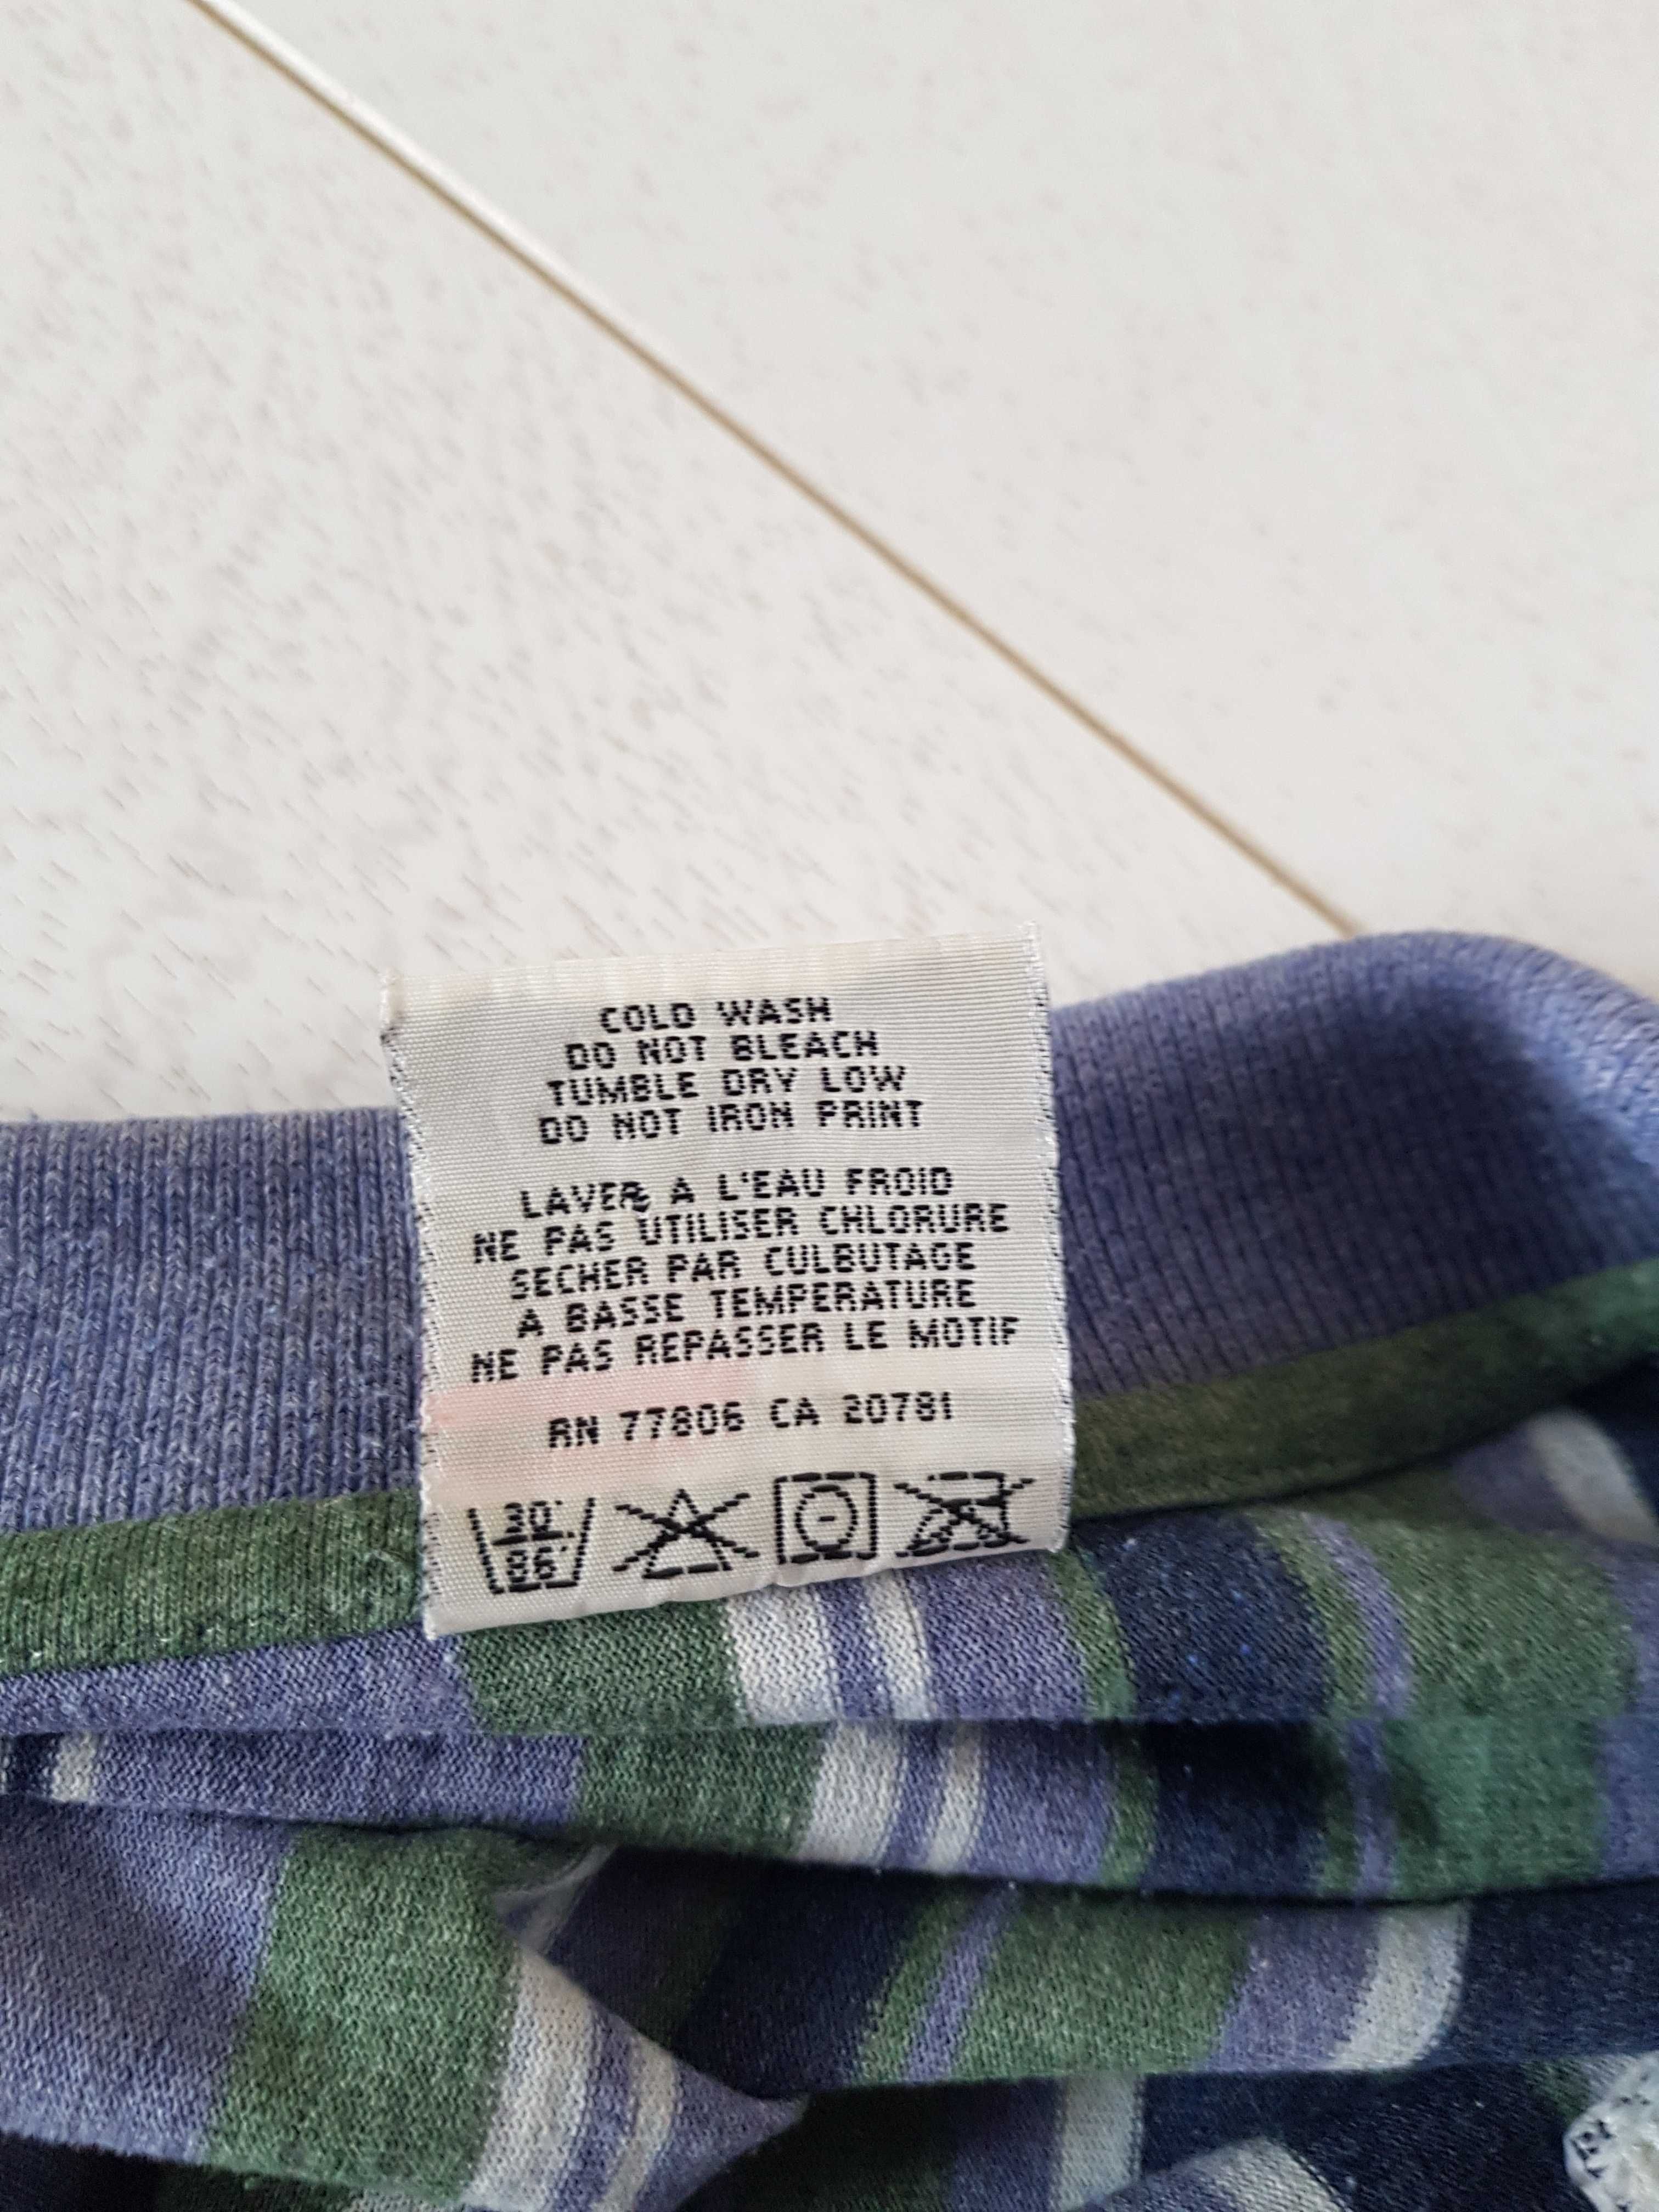 COLD WASH
DO NOT BLEACH
TUMBLE DRY LOW
DO NOT IRON PRINT
LAVER A L'EAU FROID
NE PAS UTILISER CHLORURE
SECHER PAR CULBUTAGE
A BASSE TEMPERATURE
NE PAS REPASSER LE MOTIF
RN 77806 CA 20781
30°
86°